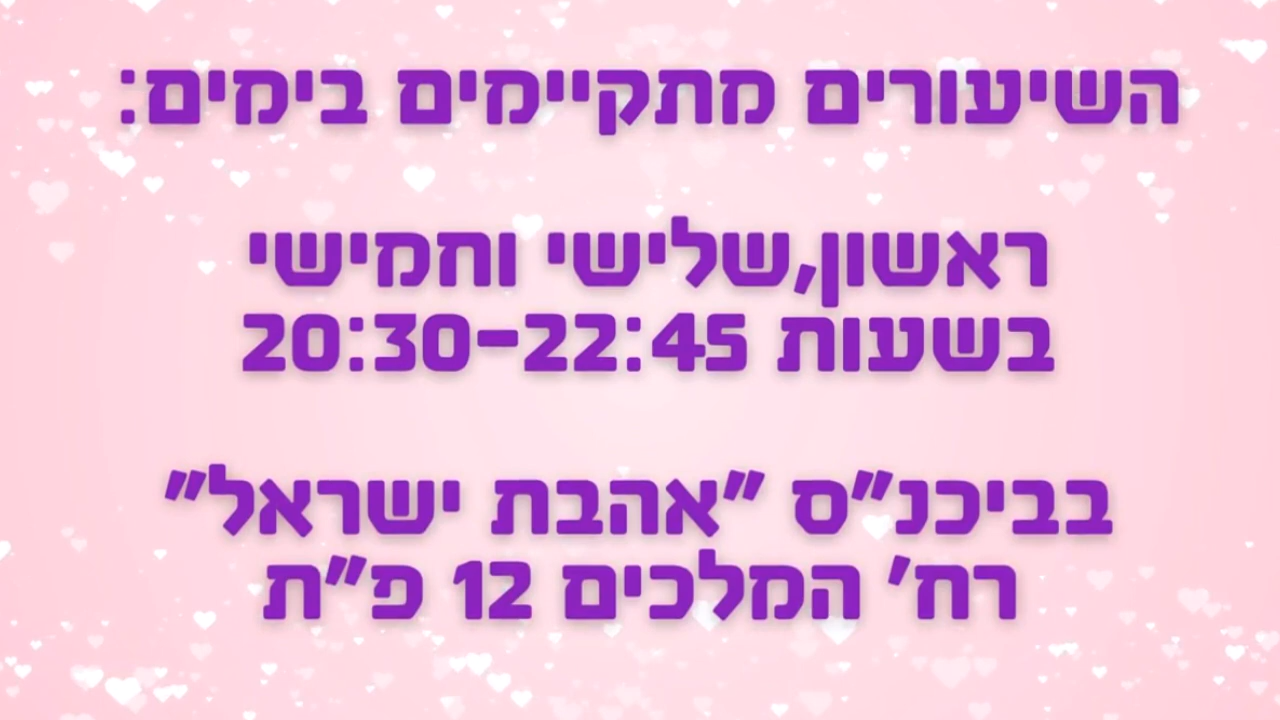 השיעורים מתקיימים בימים:
ראשון,שלישי וחמישי
בשעות 20:30-22:45
בביכנ"ס "אהבת ישראל"
רח' המלכים 12 פ"ת